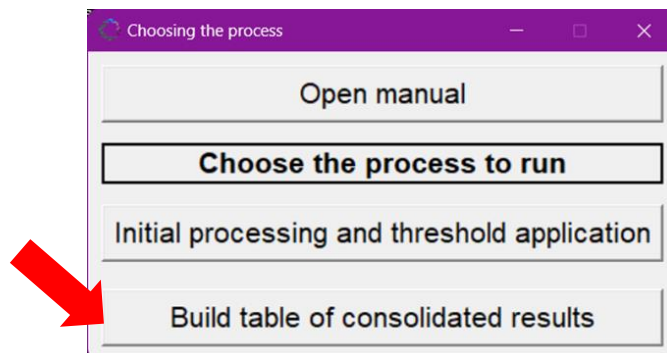 Choosing the process
Open manual
Choose the process to run
Initial processing and threshold application
Build table of consolidated results